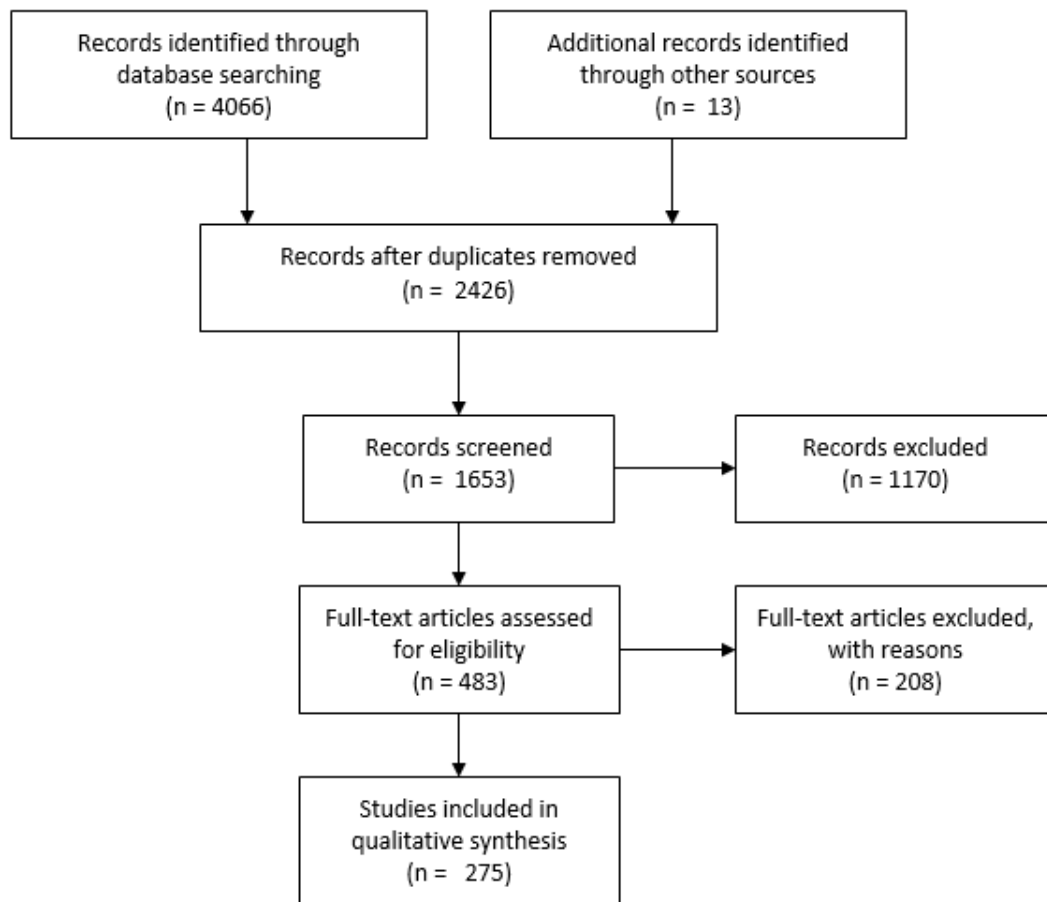 Records identified through
database searching
(n = 4066)
Additional records identified
through other sources
(n = 13)
Records after duplicates removed
(n = 2426)
Records screened
(n = 1653)
Records excluded
(n = 1170)
Full-text articles assessed
for eligibility
(n = 483)
Full-text articles excluded,
with reasons
(n = 208)
Studies included in
qualitative synthesis
(n = 275)